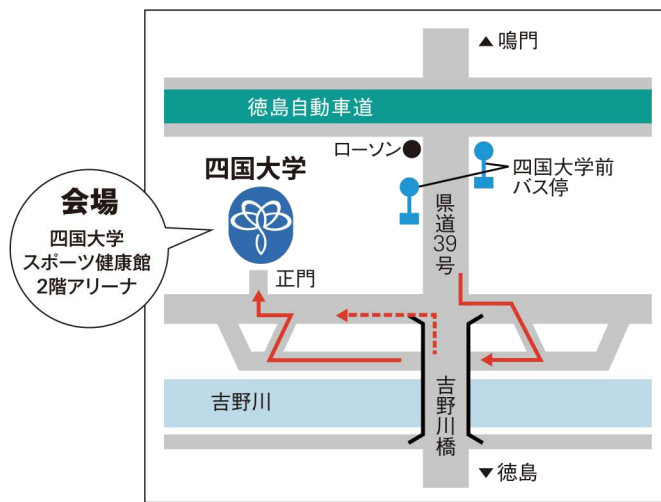 ▲鳴門
徳島自動車道
ローソン
四国大学前
バス停
四国大学
会場
四国大学
スポーツ健康館
2階アリーナ
県道39号
正門
吉野川
吉野川橋
▼徳島